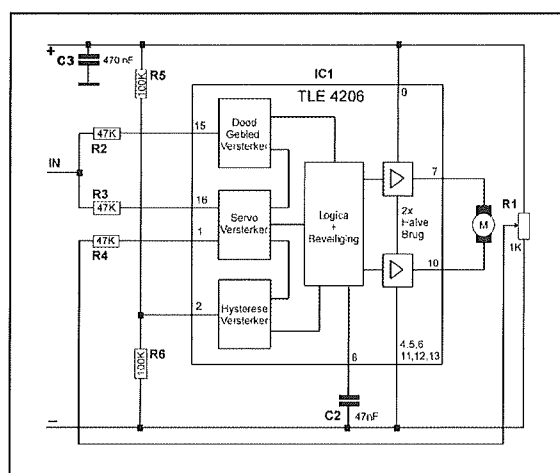 +
C3
470 nF
R5
100K
IC1
TLE 4206
9
15
Dood
Gebied
Versterker
47K
R2
IN
R3
47K
16
Servo
Versterker
1
47K
R4
Logica
+
Beveiliging
7
2x
Halve
Brug
M
R1
1K
10
2
Hysterese
Versterker
R6
100K
6
4,5,6
11,12,13
C2
47nF
−